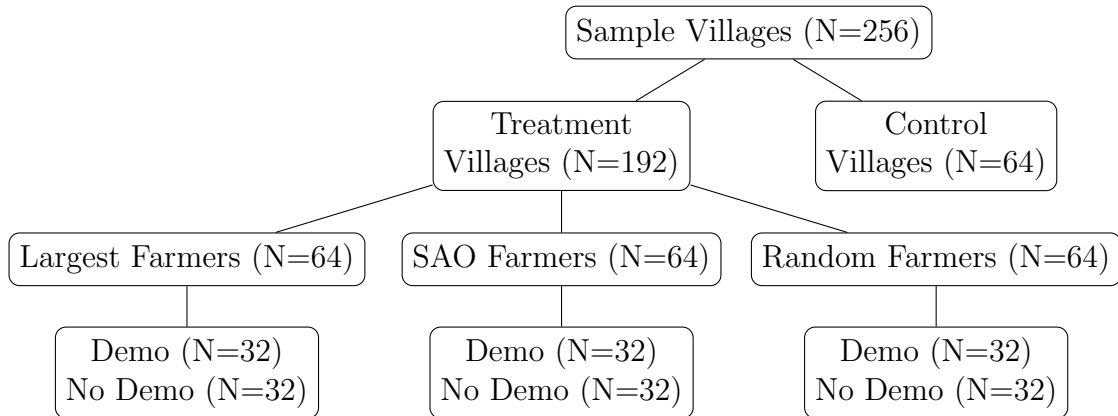 Sample Villages (N=256)
Treatment
Villages (N=192)
Control
Villages (N=64)
Largest Farmers (N=64)
SAO Farmers (N=64)
Random Farmers (N=64)
Demo (N=32)
No Demo (N=32)
Demo (N=32)
No Demo (N=32)
Demo (N=32)
No Demo (N=32)